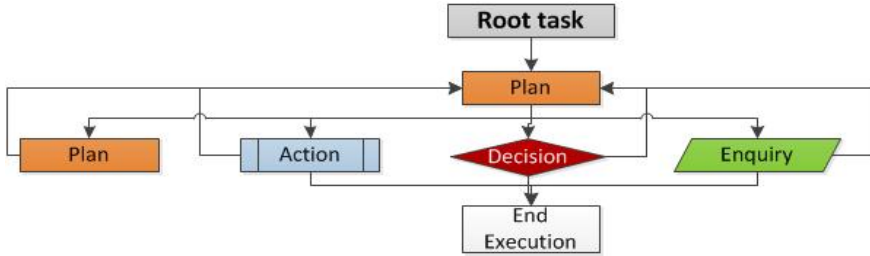 Root task
Plan
Plan
Action
Decision
Enquiry
End
Execution